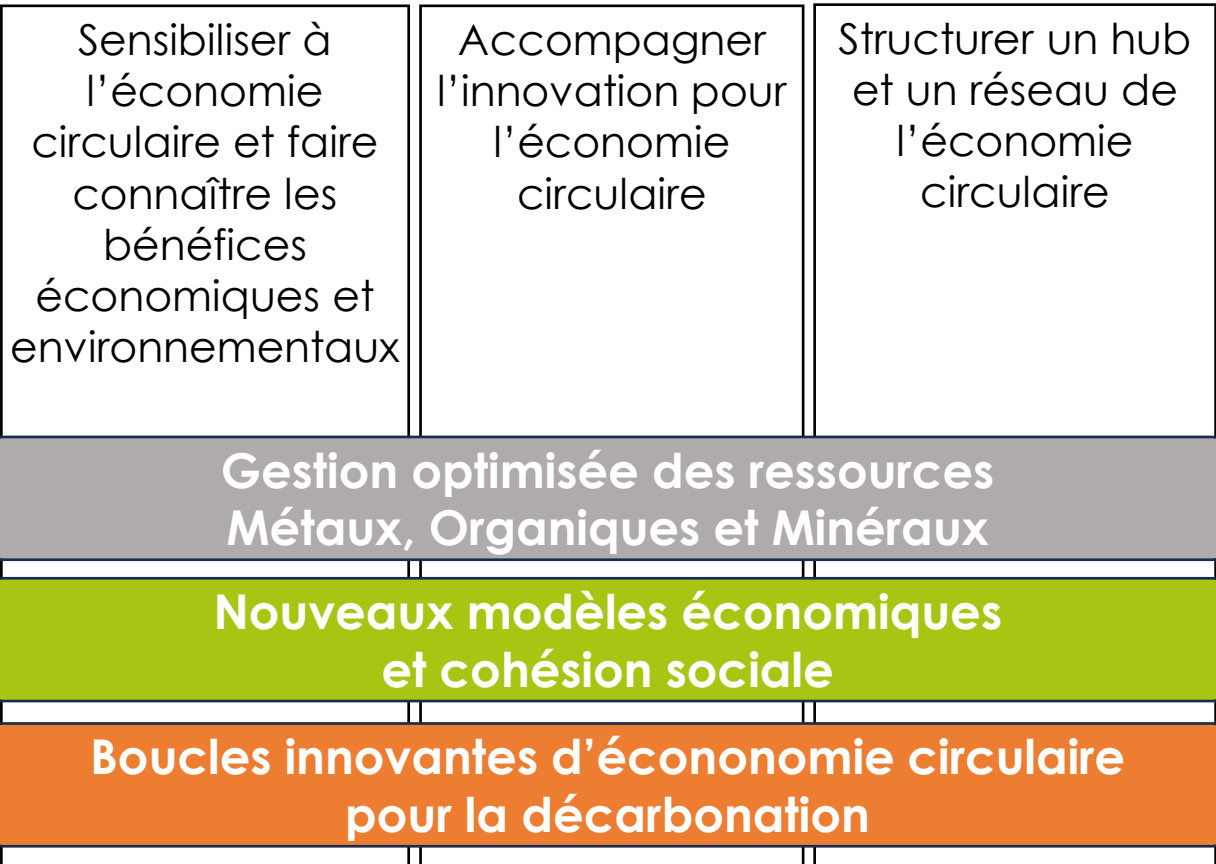 Sensibiliser à
l’économie
circulaire et faire
connaître les
bénéfices
économiques et
environnementaux
Accompagner
l’innovation pour
l’économie
circulaire
Structurer un hub
et un réseau de
l’économie
circulaire
Gestion optimisée des ressources
Métaux, Organiques et Minéraux
Nouveaux modèles économiques
et cohésion sociale
Boucles innovantes d’écononomie circulaire
pour la décarbonation